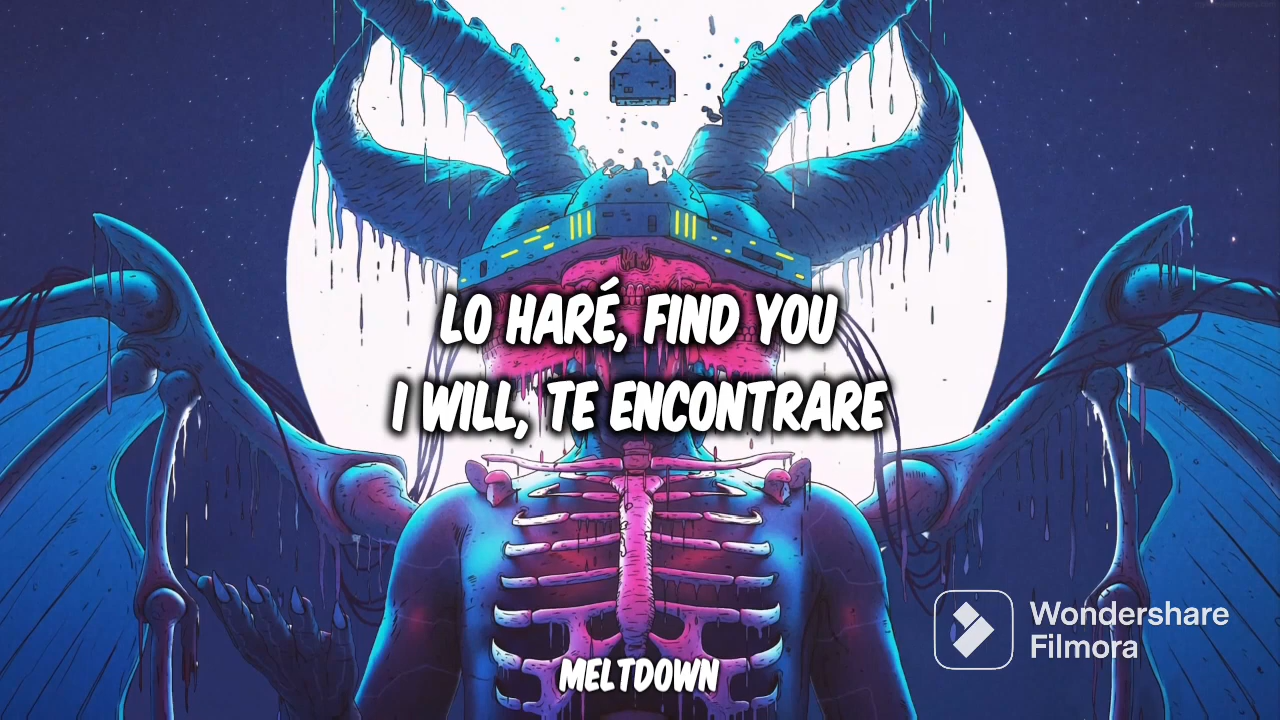 LO HARÉ, FIND YOU
I WILL, TE ENCONTRARE
Wondershare
Filmora
MELTDOWN